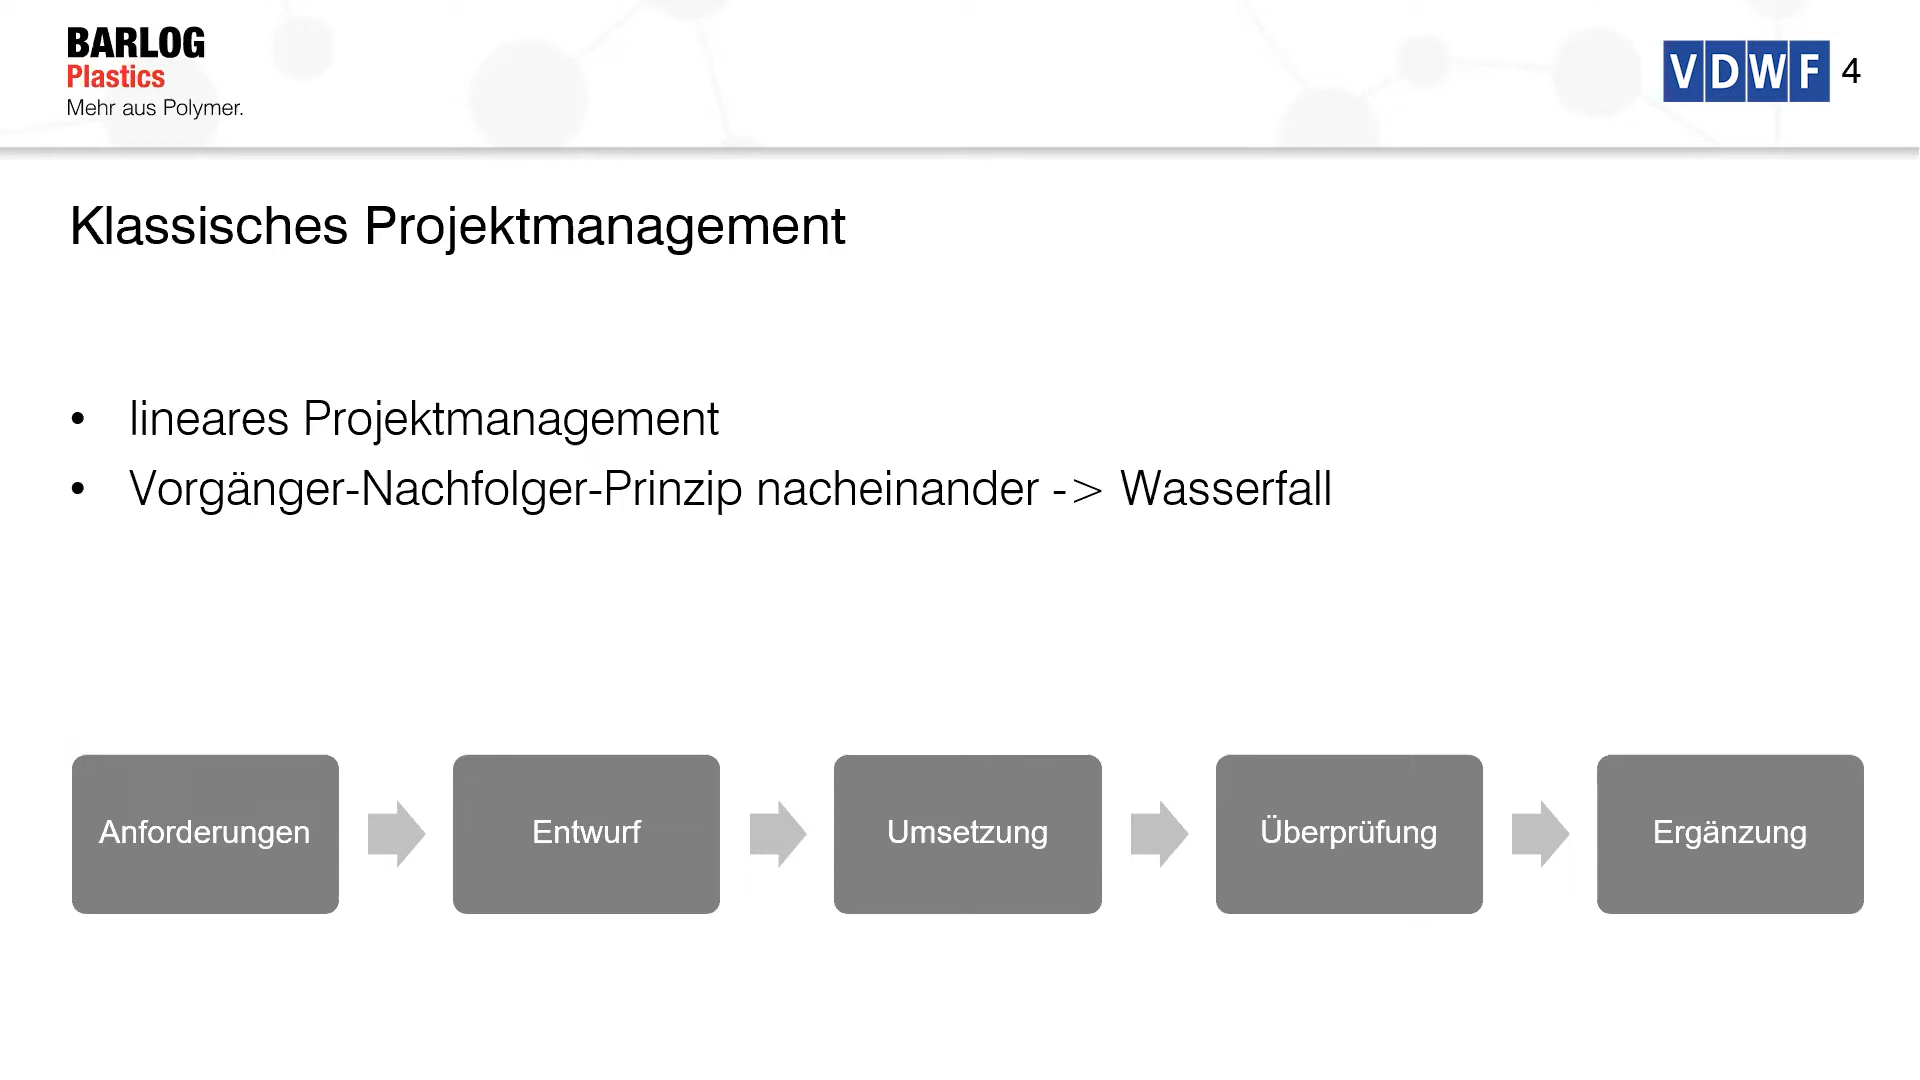 BARLOG
Plastics
Mehr aus Polymer.
VDWF 4
Klassisches Projektmanagement
• lineares Projektmanagement
• Vorgänger-Nachfolger-Prinzip nacheinander -> Wasserfall
Anforderungen
Entwurf
Umsetzung
Überprüfung
Ergänzung